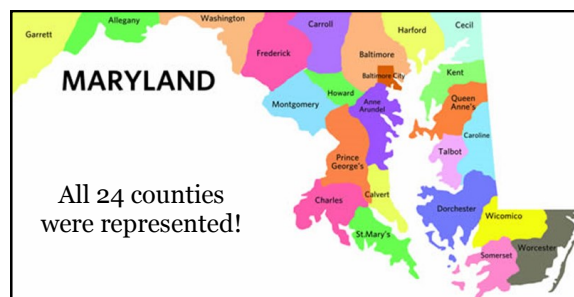 Garrett
Allegany
Washington
Frederick
Carroll
Baltimore
Harford
Cecil
Baltimore City
Howard
Montgomery
Anne
Arundel
Kent
Queen
Anne's
Caroline
Talbot
Prince
George's
Charles
Calvert
St.Mary's
Dorchester
Wicomico
Somerset
Worcester
MARYLAND
All 24 counties
were represented!